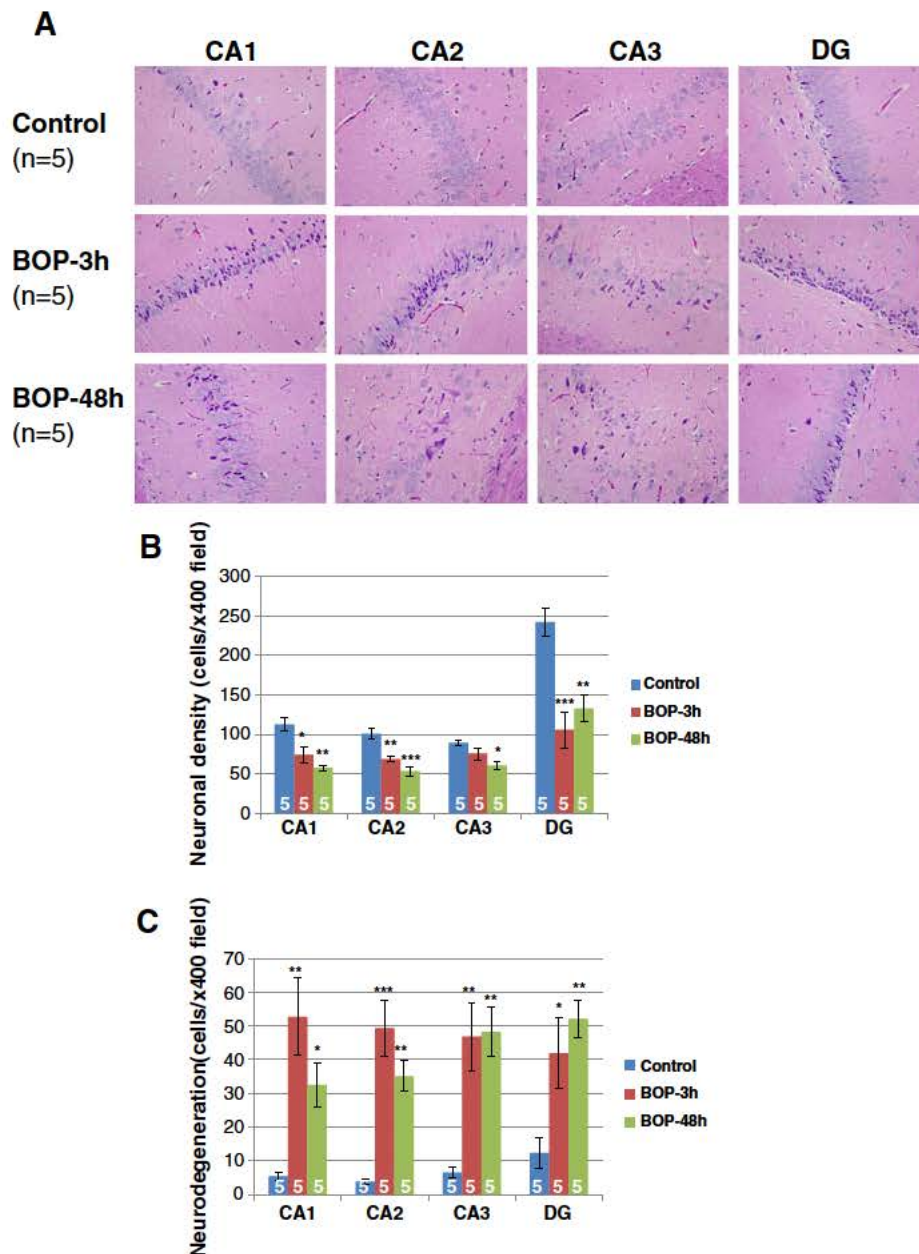 A
CA1 CA2 CA3 DG
Control
(n=5)
BOP-3h
(n=5)
BOP-48h
(n=5)
B
Neuronal density (cells/x400 field)
300
250
200
150
100
50
0
* ** ** *** * *** **
5 5 5 5 5 5 5 5 5 5 5 5
CA1 CA2 CA3 DG
Control
BOP-3h
BOP-48h
C
Neurodegeneration(cells/x400 field)
70
60
50
40
30
20
10
0
** * *** ** ** ** * **
5 5 5 5 5 5 5 5 5 5 5 5
CA1 CA2 CA3 DG
Control
BOP-3h
BOP-48h